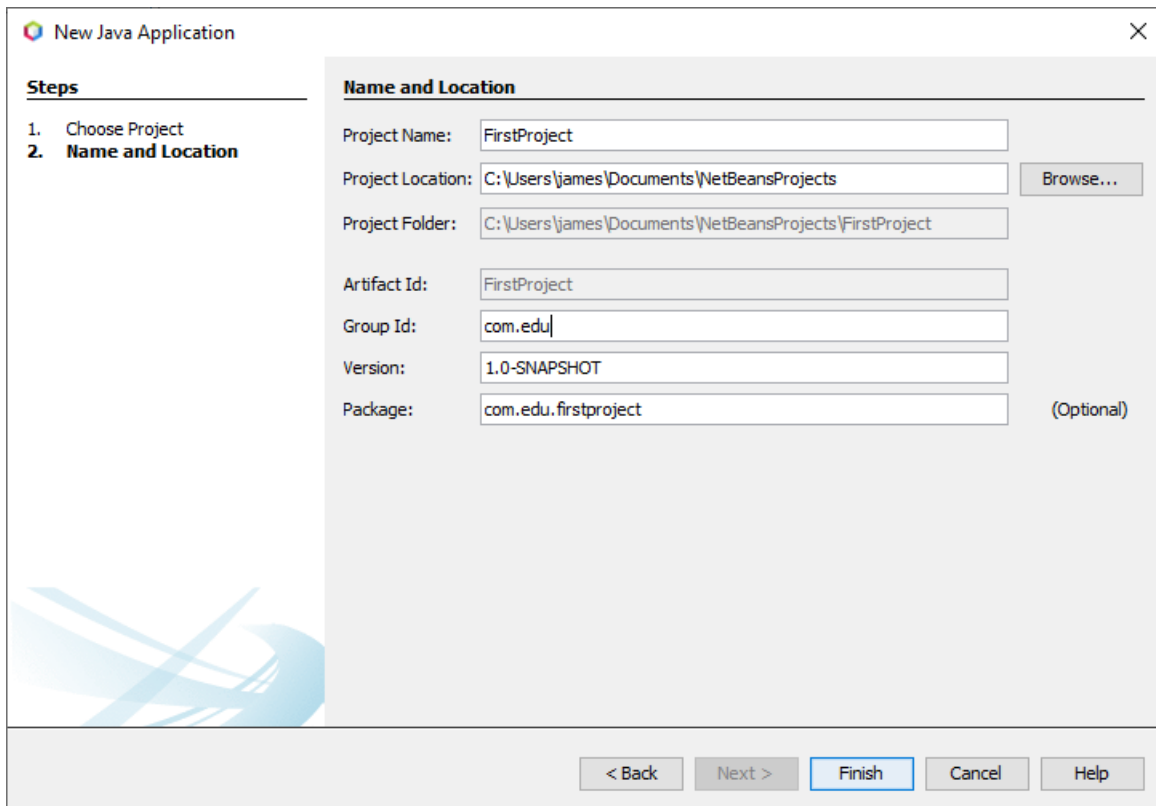 New Java Application
Steps
1. Choose Project
2. Name and Location
Name and Location
Project Name: FirstProject
Project Location: C:\Users\james\Documents\NetBeansProjects Browse...
Project Folder: C:\Users\james\Documents\NetBeansProjects\FirstProject
Artifact Id: FirstProject
Group Id: com.edu
Version: 1.0-SNAPSHOT
Package: com.edu.firstproject (Optional)
< Back Next > Finish Cancel Help